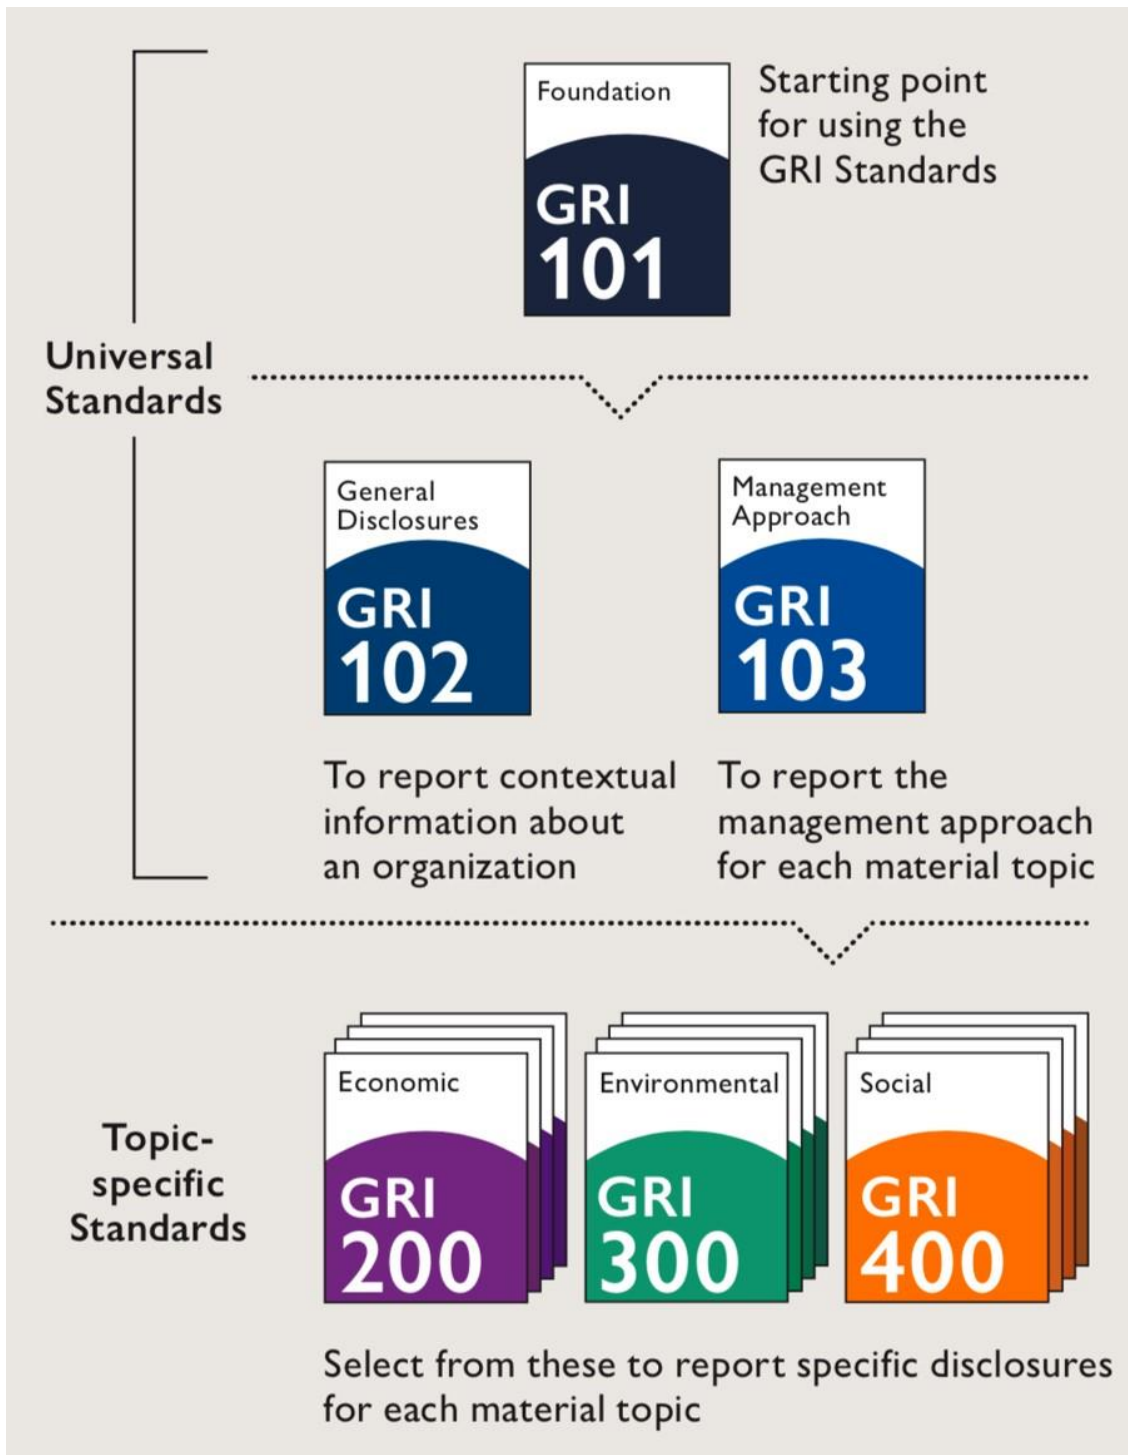 Foundation
GRI
101
Starting point
for using the
GRI Standards
Universal
Standards
General
Disclosures
GRI
102
To report contextual
information about
an organization
Management
Approach
GRI
103
To report the
management approach
for each material topic
Topic-
specific
Standards
Economic
GRI
200
Environmental
GRI
300
Social
GRI
400
Select from these to report specific disclosures
for each material topic